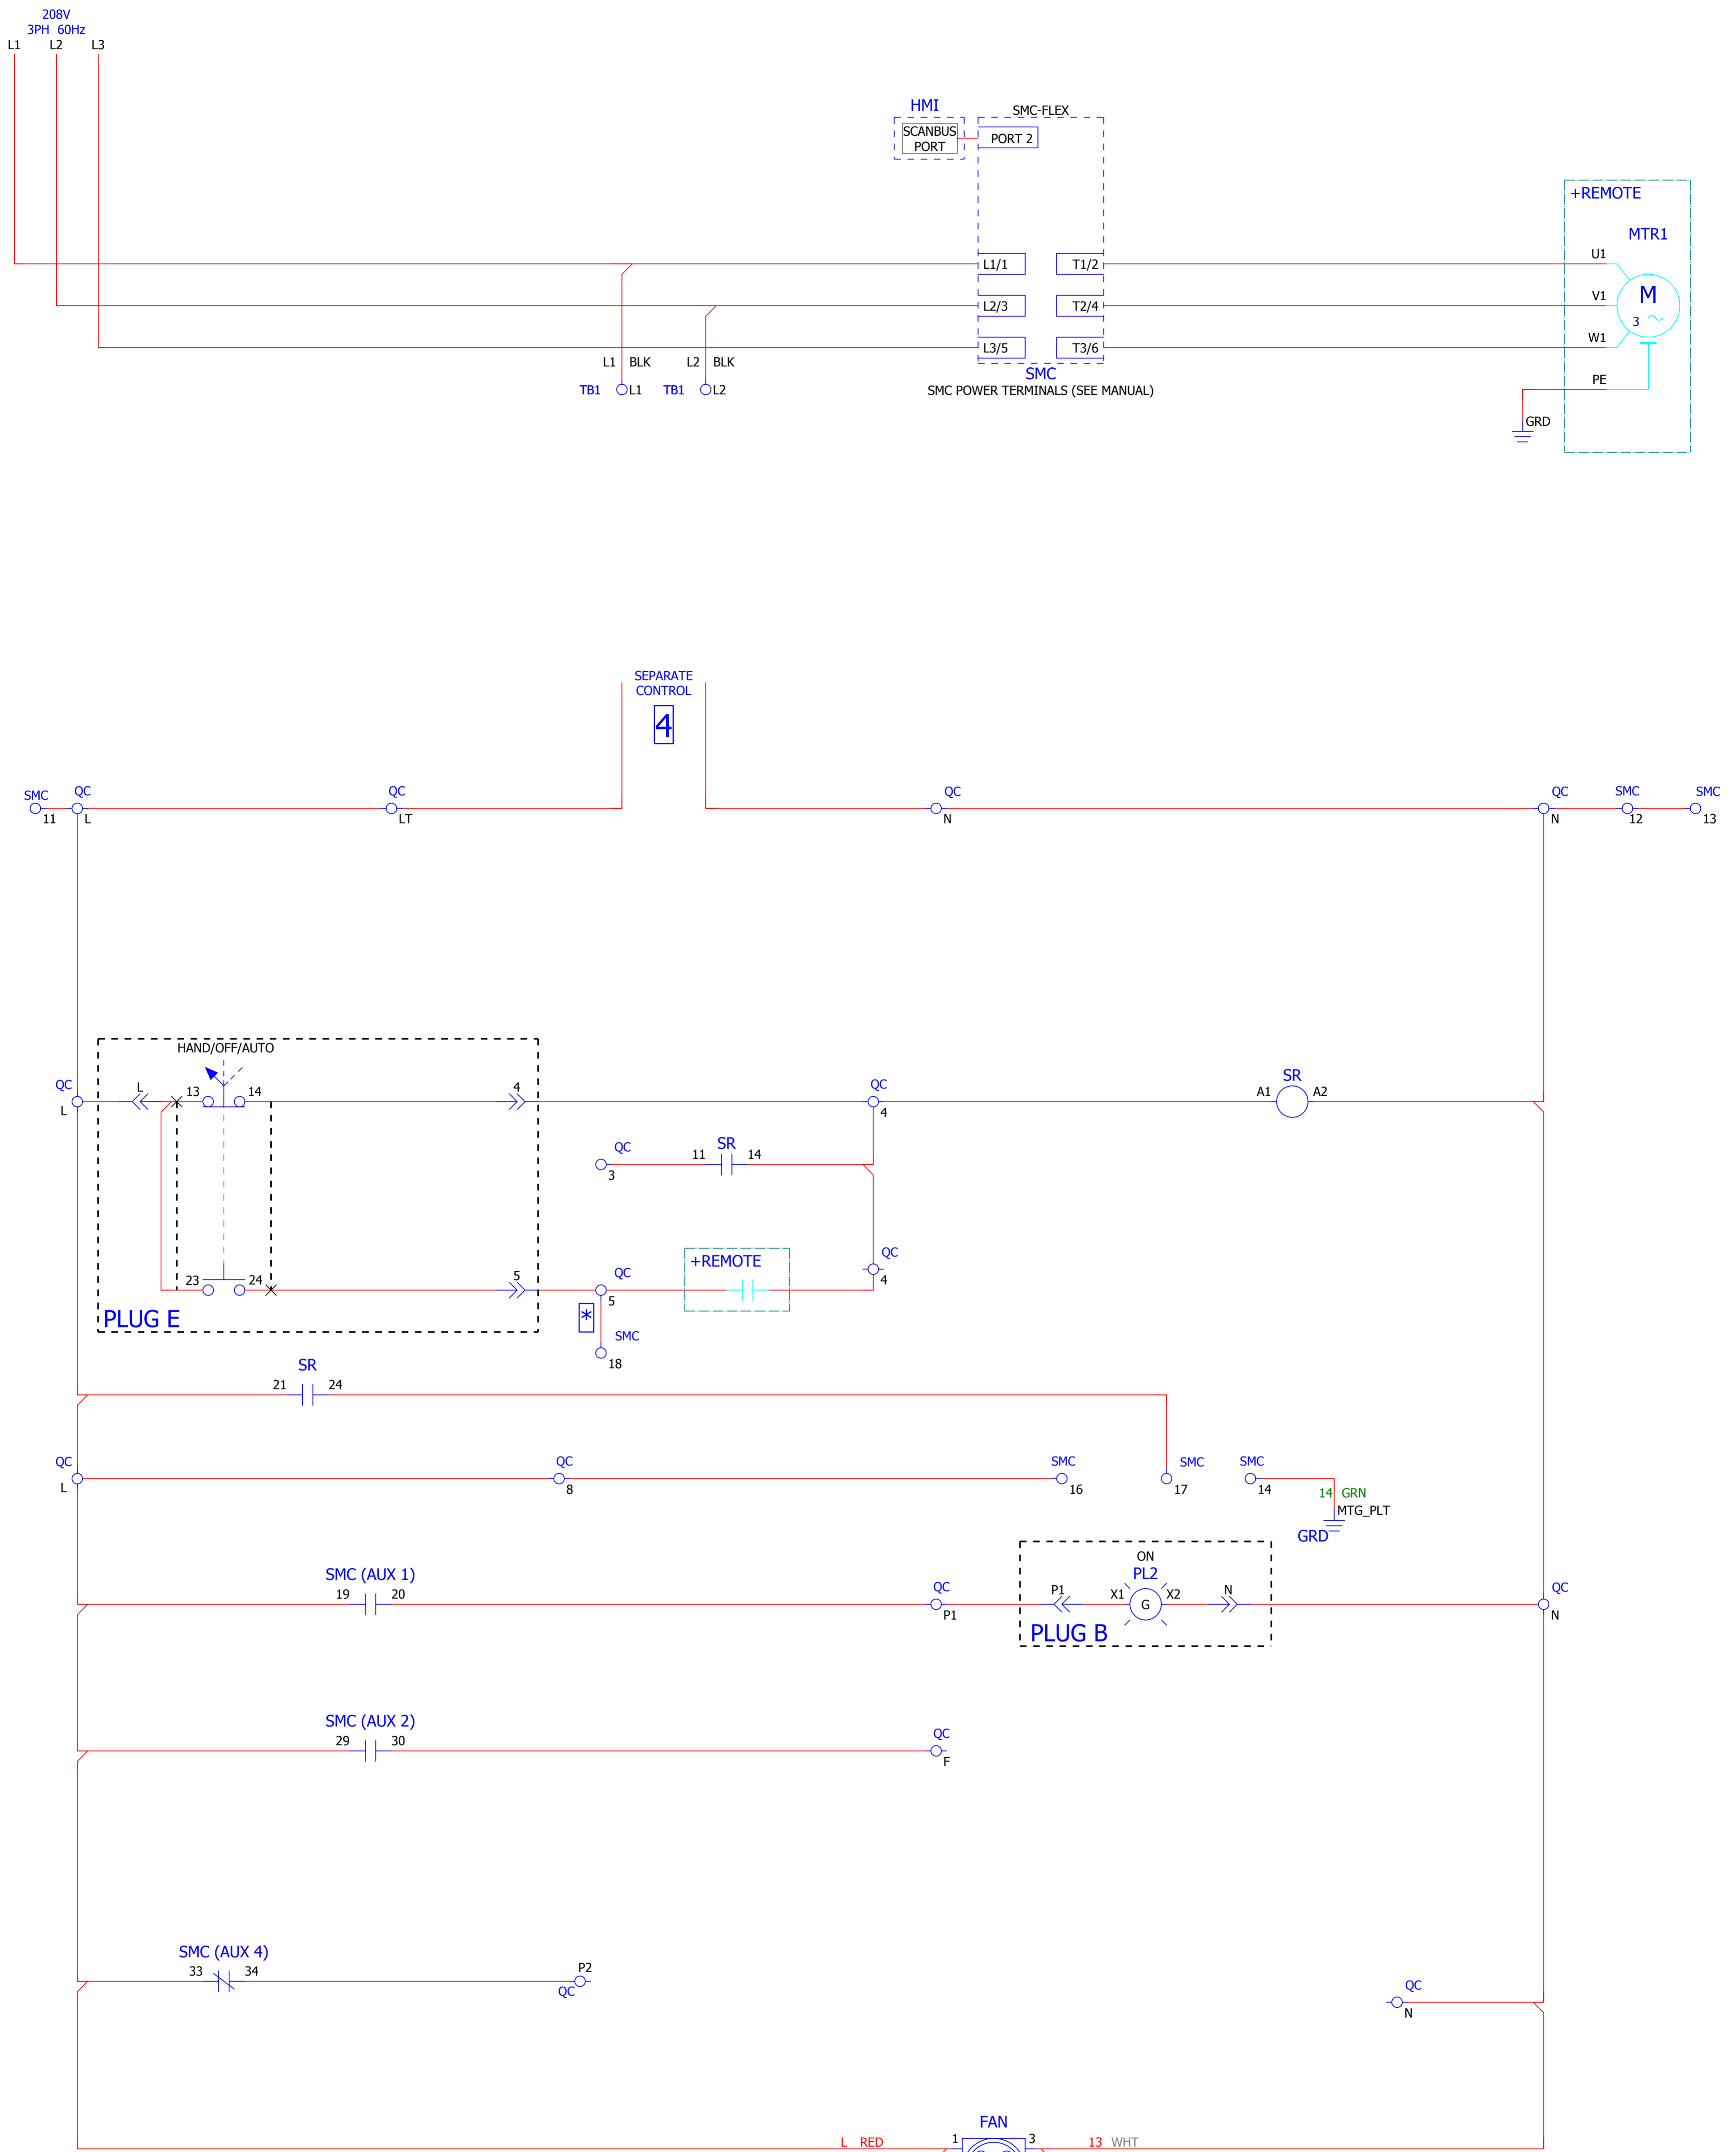 208V
3PH 60Hz
L1 L2 L3
HMI
SMC-FLEX
SCANBUS
PORT
PORT 2
+REMOTE
MTR1
L1/1 T1/2 U1
L2/3 T2/4 V1
M
3
L3/5 T3/6 W1
L1 BLK L2 BLK
SMC
PE
TB1 L1 TB1 L2
SMC POWER TERMINALS (SEE MANUAL)
GRD
SEPARATE
CONTROL
4
SMC QC QC QC QC SMC SMC
11 L LT N N 12 13
HAND/OFF/AUTO
QC L 13 14 4 QC SR
A1 A2
L 4
QC SR
11 14
3
+REMOTE
QC
4
23 24 5 QC
5
PLUG E
*
SMC
18
SR
21 24
QC QC SMC SMC SMC
L 8 16 17 14
14 GRN
MTG_PLT
GRD
ON
PL2
SMC (AUX 1)
19 20 QC P1 X1 G X2 N QC
P1 N
PLUG B
SMC (AUX 2)
29 30 QC
F
SMC (AUX 4)
33 34 P2
QC
QC
N
FAN
L RED 1 3 13 WHT